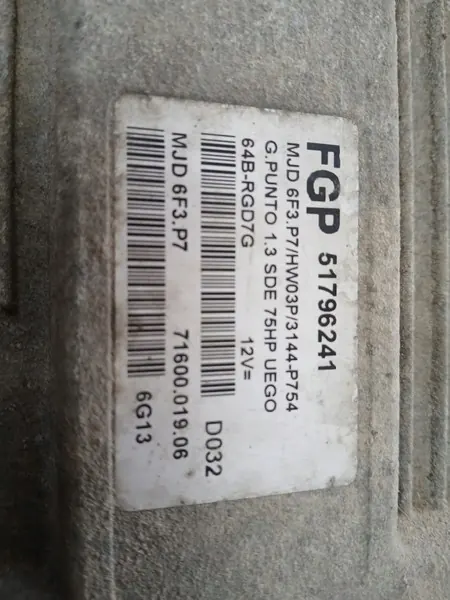 FGP 51796241
MJD 6F3.P7/HW03P/3144-P754
G.PUNTO 1.3 SDE 75HP UEGO
64B-RGD7G 12V=
D032
MJD 6F3.P7 71600.019.06
6G13